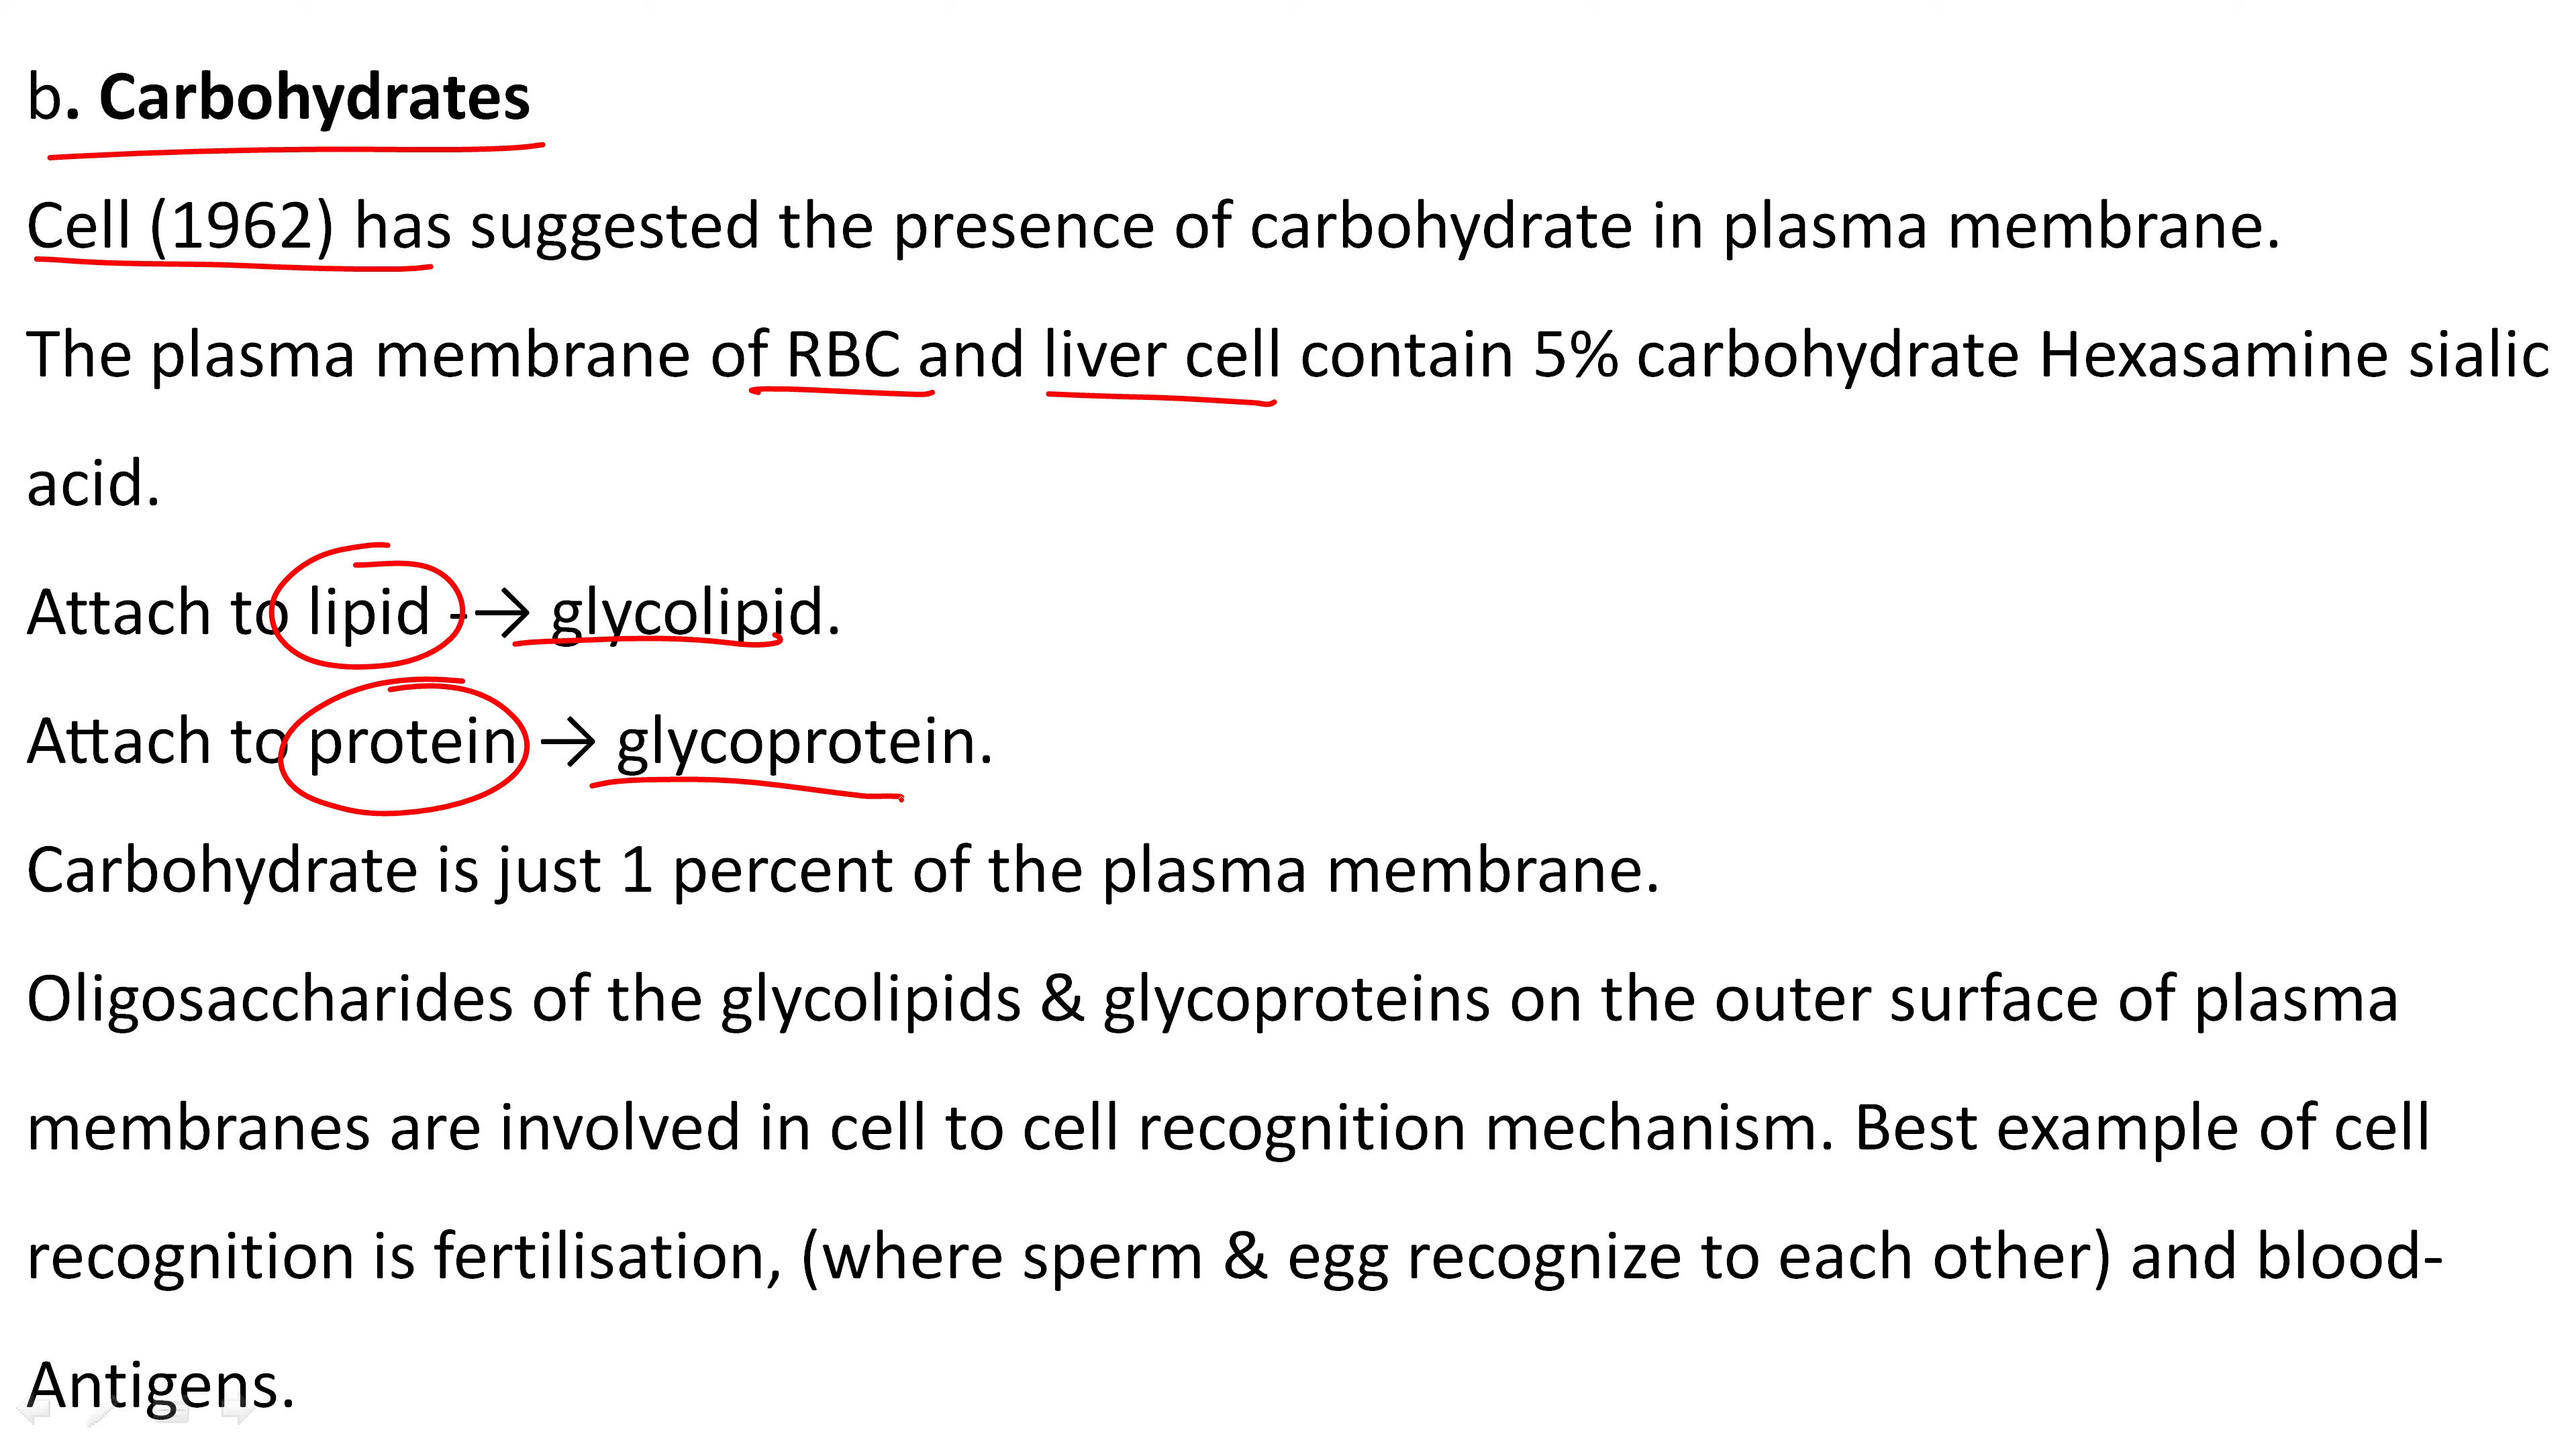 b. Carbohydrates
Cell (1962) has suggested the presence of carbohydrate in plasma membrane.
The plasma membrane of RBC and liver cell contain 5% carbohydrate Hexasamine sialic
acid.
Attach to lipid -→ glycolipid.
Attach to protein → glycoprotein.
Carbohydrate is just 1 percent of the plasma membrane.
Oligosaccharides of the glycolipids & glycoproteins on the outer surface of plasma
membranes are involved in cell to cell recognition mechanism. Best example of cell
recognition is fertilisation, (where sperm & egg recognize to each other) and blood-
Antigens.